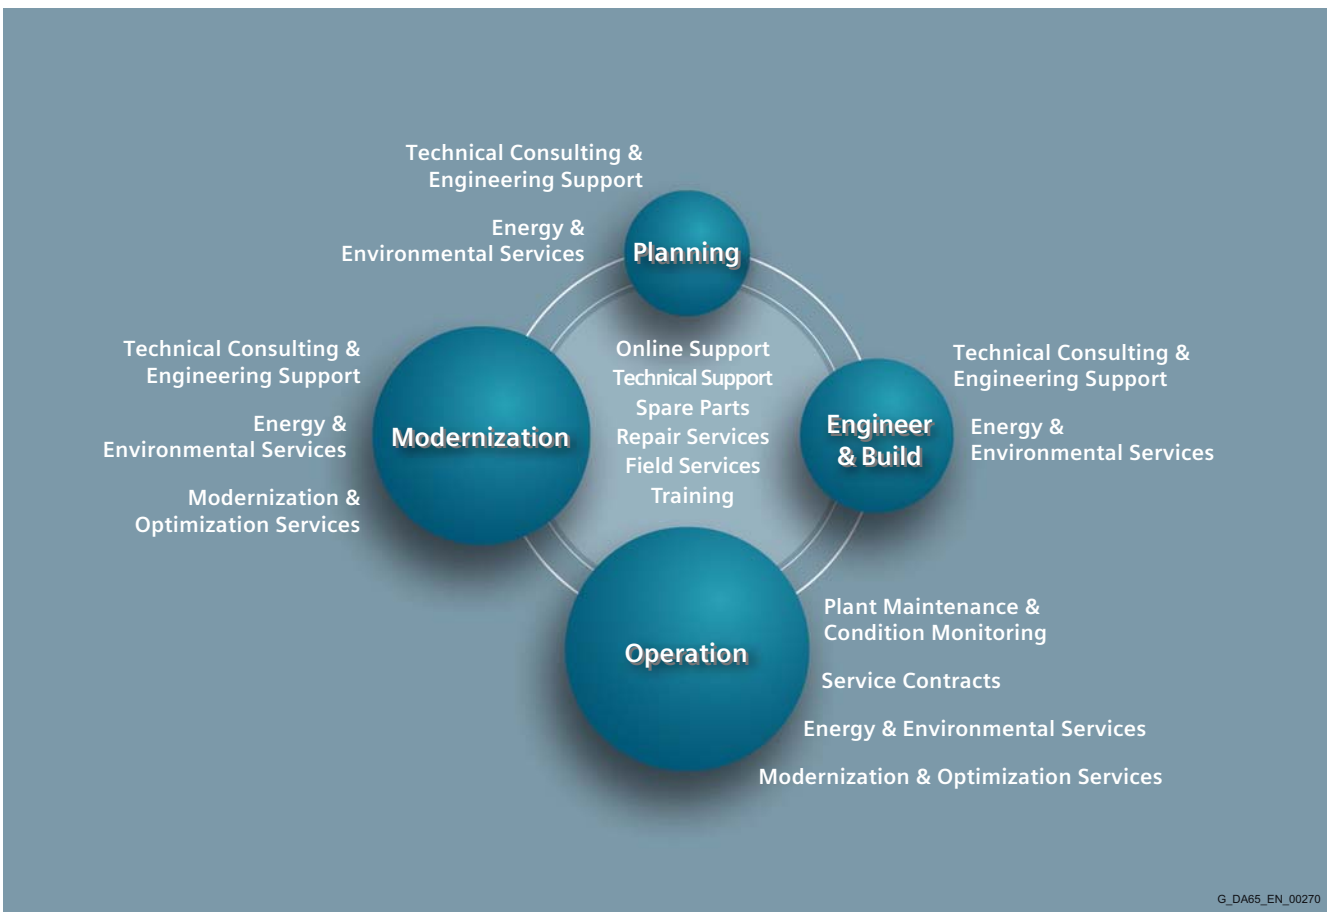 Technical Consulting &
Engineering Support
Energy &
Environmental Services
Planning
Technical Consulting &
Engineering Support
Energy &
Environmental Services
Modernization &
Optimization Services
Modernization
Online Support
Technical Support
Spare Parts
Repair Services
Field Services
Training
Engineer
& Build
Technical Consulting &
Engineering Support
Energy &
Environmental Services
Operation
Plant Maintenance &
Condition Monitoring
Service Contracts
Energy & Environmental Services
Modernization & Optimization Services
G_DA65_EN_00270